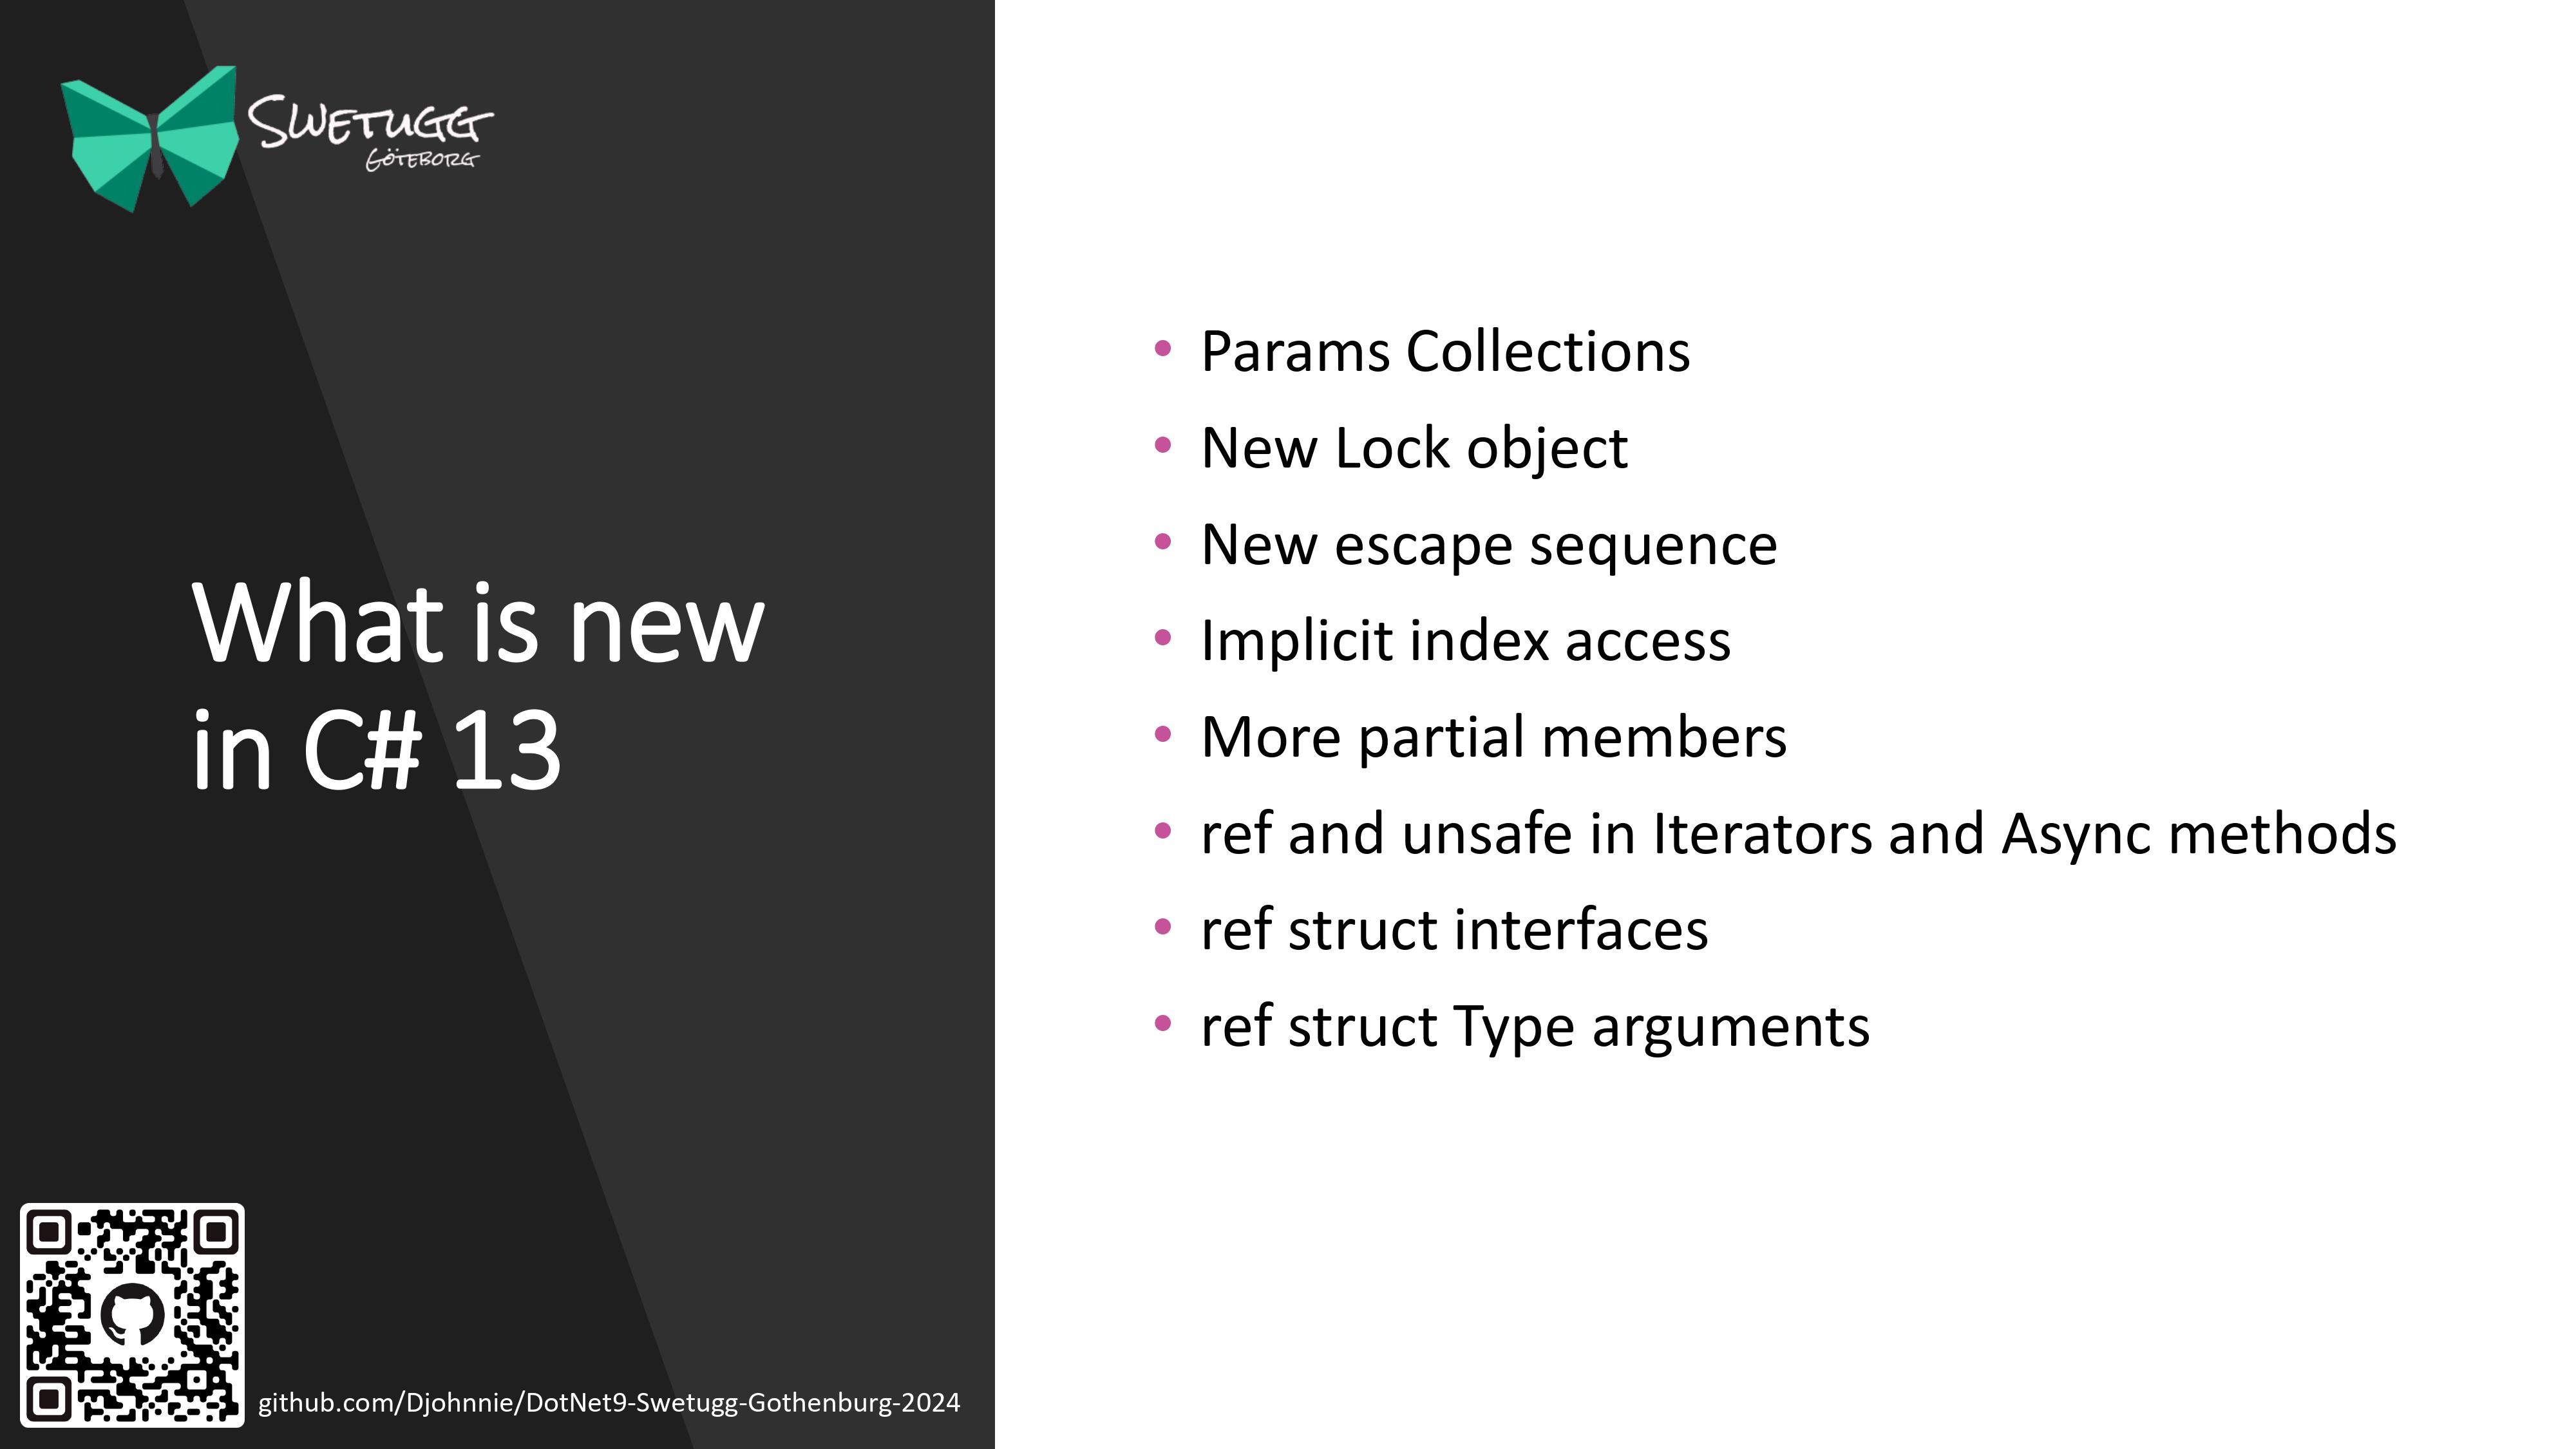 SWETUGG
GÖTEBORG
What is new
in C# 13
github.com/Djohnnie/DotNet9-Swetugg-Gothenburg-2024
• Params Collections
• New Lock object
• New escape sequence
• Implicit index access
• More partial members
• ref and unsafe in Iterators and Async methods
• ref struct interfaces
• ref struct Type arguments